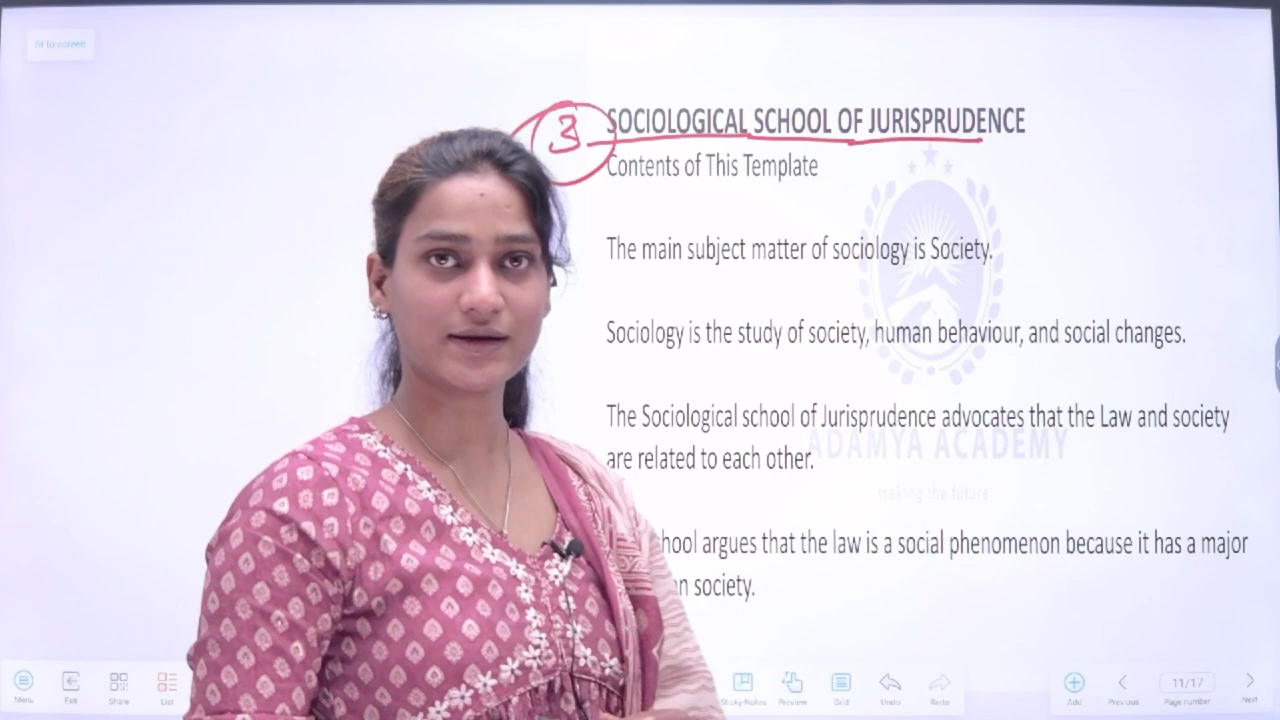 fit to screen
3
SOCIOLOGICAL SCHOOL OF JURISPRUDENCE
Contents of This Template
The main subject matter of sociology is Society.
Sociology is the study of society, human behaviour, and social changes.
The Sociological school of Jurisprudence advocates that the Law and society
are related to each other.
ADAMYA ACADEMY
making the future
hool argues that the law is a social phenomenon because it has a major
n society.
Menu
Exit
Share
List
Sticky-Notes
Preview
Grid
Undo
Redo
Add
Previous
11/17
Page number
Next